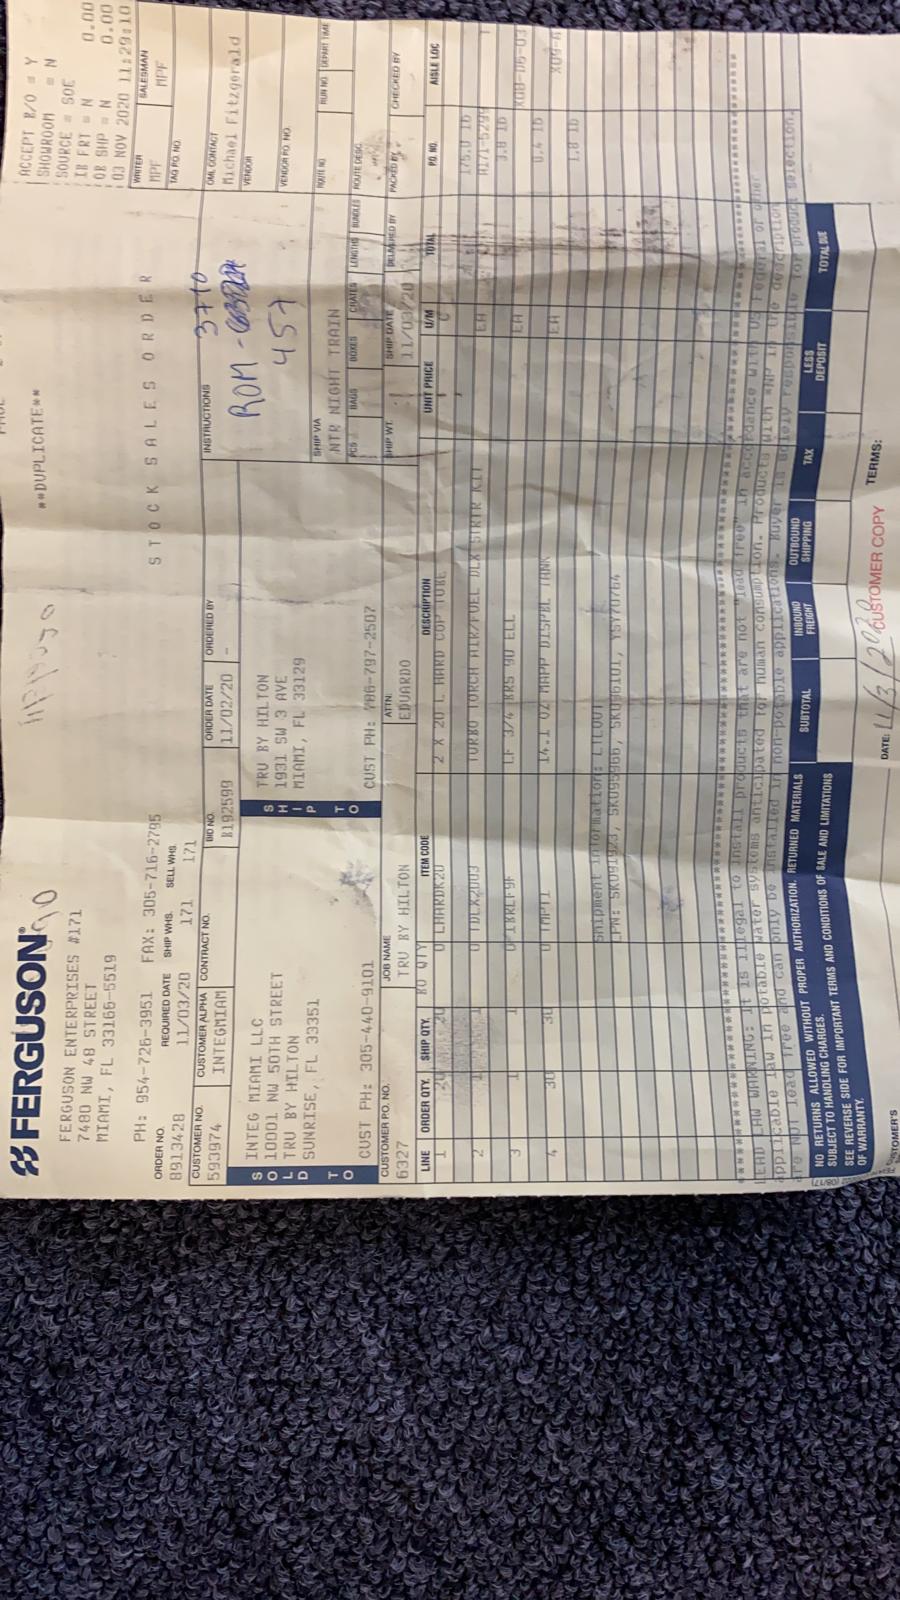 FERGUSON
11/3/2020
**DUPLICATE**
FERGUSON ENTERPRISES #171
7480 NW 48 STREET
MIAMI, FL 33166-5519
PH: 954-726-3951 FAX: 305-716-2795
STOCK SALES ORDER
ACCEPT B/O = Y
SHOWROOM = N
SOURCE = SOE
IB FRT = N 0.00
OB SHP = N 0.00
03 NOV 2020 11:29:10
WRITER SALESMAN
MPF MPF
TAG P.O. NO.
OML CONTACT
Michael Fitzgerald
VENDOR
VENDOR P.O. NO.
ROUTE NO. RUN NO. DEPART TIME
ROUTE DESC.
ORDER NO. REQUIRED DATE SHIP WHS. SELL WHS.
8913428 11/03/20 171 171
CUSTOMER NO. CUSTOMER ALPHA CONTRACT NO. BID NO. ORDER DATE ORDERED BY
593974 INTEGMIAM B192599 11/02/20 -
INSTRUCTIONS
3710
ROM -
457
SOLD TO
INTEG MIAMI LLC
10001 NW 50TH STREET
TRU BY HILTON
SUNRISE, FL 33351
CUST PH: 305-440-9101
SHIP TO
TRU BY HILTON
1931 SW 3 AVE
MIAMI, FL 33129
CUST PH: 786-797-2507
SHIP VIA
NTR NIGHT TRAIN
PCS BAGS BOXES CRATES LENGTHS BUNDLES
CUSTOMER P.O. NO. JOB NAME ATTN:
6327 TRU BY HILTON EDUARDO
SHIP WT. SHIP DATE DELIVERED BY PACKED BY CHECKED BY
11/03/20
LINE ORDER QTY. SHIP QTY. BO QTY ITEM CODE DESCRIPTION UNIT PRICE U/M TOTAL P.O. NO. AISLE LOC
1 20 20 0 LHARDK20 2 X 20 L HARD COP TUBE C
175.0 lb
2 1 1 0 TDLX2003 TURBO TORCH AIR/FUEL DLX STRTR KIT EA A171-5299
3.8 lb
3 1 1 0 IBRLF9F LF 3/4 BRS 90 ELL EA X08-D6-03
0.4 lb
4 30 30 0 TMPT1 14.1 OZ MAPP DISPBL TANK EA
1.8 lb
Shipment Information: LTLOUT
LPN: SK091923, SK095966, SK096101, YSY70764
LEAD LAW WARNING: It is illegal to install products that are not "lead free" in accordance with US Federal or other
applicable law in potable water systems anticipated for human consumption. Products with *NP in the description
are NOT lead free and can only be installed in non-potable applications. Buyer is solely responsible for product selection.
NO RETURNS ALLOWED WITHOUT PROPER AUTHORIZATION. RETURNED MATERIALS
SUBJECT TO HANDLING CHARGES.
SEE REVERSE SIDE FOR IMPORTANT TERMS AND CONDITIONS OF SALE AND LIMITATIONS
OF WARRANTY.
SUBTOTAL INBOUND FREIGHT OUTBOUND SHIPPING TAX LESS DEPOSIT TOTAL DUE
DATE: 11/3/2020 CUSTOMER COPY TERMS: